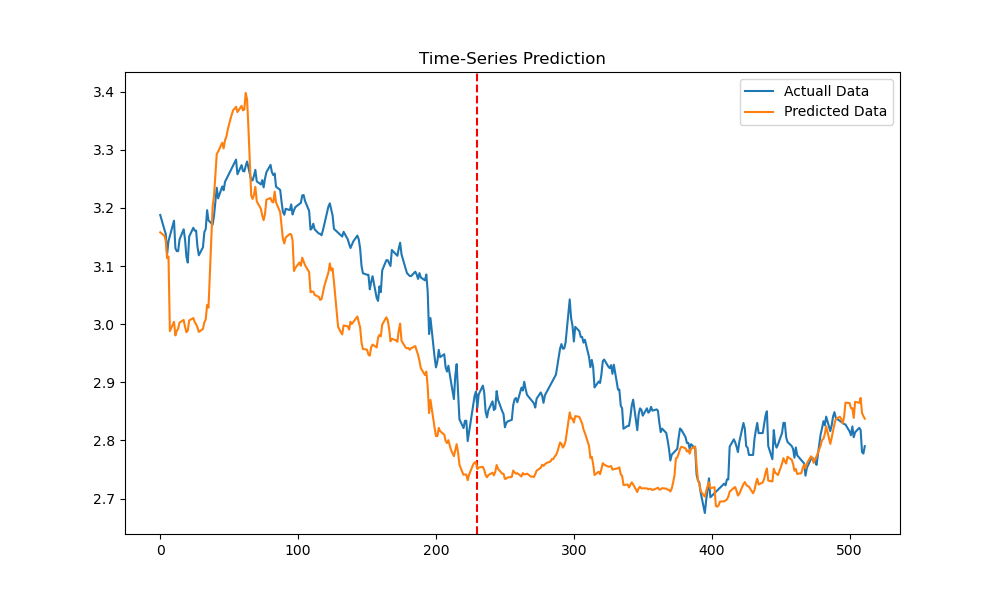 Time-Series Prediction
Actuall Data
Predicted Data
3.4
3.3
3.2
3.1
3.0
2.9
2.8
2.7
0 100 200 300 400 500